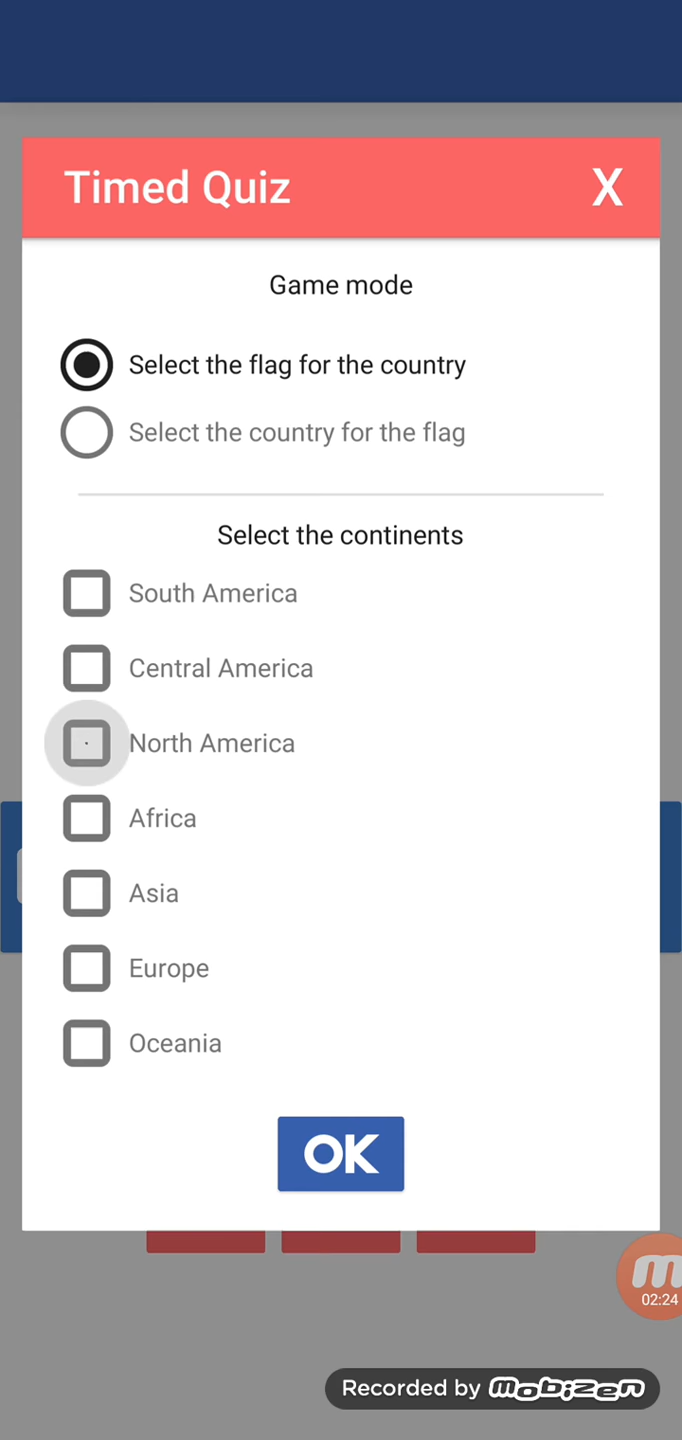 Timed Quiz X
Game mode
Select the flag for the country
Select the country for the flag
Select the continents
South America
Central America
North America
Africa
Asia
Europe
Oceania
OK
02:24
Recorded by mobizen